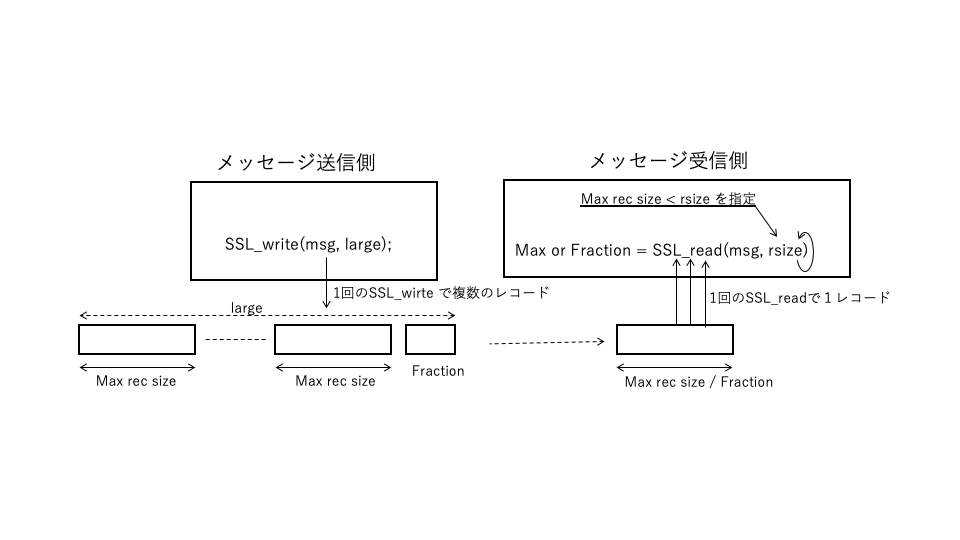 メッセージ送信側
メッセージ受信側
Max rec size < rsize を指定
SSL_write(msg, large);
Max or Fraction = SSL_read(msg, rsize)
1回のSSL_wirte で複数のレコード
1回のSSL_readで１レコード
large
Max rec size
Max rec size
Fraction
Max rec size / Fraction